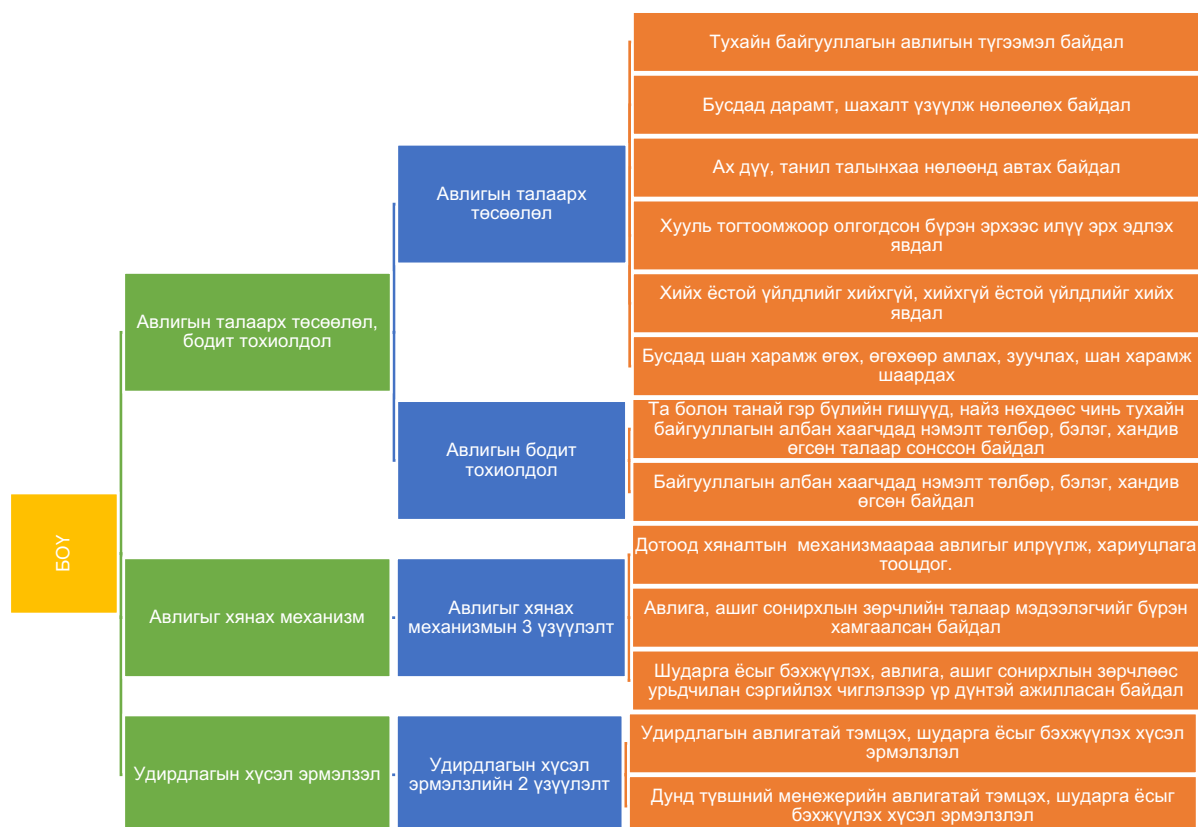 БОҮ
Авлигын талаарх төсөөлөл,
бодит тохиолдол
Авлигын талаарх
төсөөлөл
Тухайн байгууллагын авлигын түгээмэл байдал
Бусдад дарамт, шахалт үзүүлж нөлөөлөх байдал
Ах дүү, танил талынхаа нөлөөнд автах байдал
Хууль тогтоомжоор олгогдсон бүрэн эрхээс илүү эрх эдлэх
явдал
Хийх ёстой үйлдлийг хийхгүй, хийхгүй ёстой үйлдлийг хийх
явдал
Бусдад шан харамж өгөх, өгөхөөр амлах, зуучлах, шан харамж
шаардах
Авлигын бодит
тохиолдол
Та болон танай гэр бүлийн гишүүд, найз нөхдөөс чинь тухайн
байгууллагын албан хаагчдад нэмэлт төлбөр, бэлэг, хандив
өгсөн талаар сонссон байдал
Байгууллагын албан хаагчдад нэмэлт төлбөр, бэлэг, хандив
өгсөн байдал
Авлигыг хянах механизм
Авлигыг хянах
механизмын 3 үзүүлэлт
Дотоод хяналтын механизмаараа авлигыг илрүүлж, хариуцлага
тооцдог.
Авлига, ашиг сонирхлын зөрчлийн талаар мэдээлэгчийг бүрэн
хамгаалсан байдал
Шударга ёсыг бэхжүүлэх, авлига, ашиг сонирхлын зөрчлөөс
урьдчилан сэргийлэх чиглэлээр үр дүнтэй ажилласан байдал
Удирдлагын хүсэл эрмэлзэл
Удирдлагын хүсэл
эрмэлзлийн 2 үзүүлэлт
Удирдлагын авлигатай тэмцэх, шударга ёсыг бэхжүүлэх хүсэл
эрмэлзлэл
Дунд түвшний менежерийн авлигатай тэмцэх, шударга ёсыг
бэхжүүлэх хүсэл эрмэлзлэл